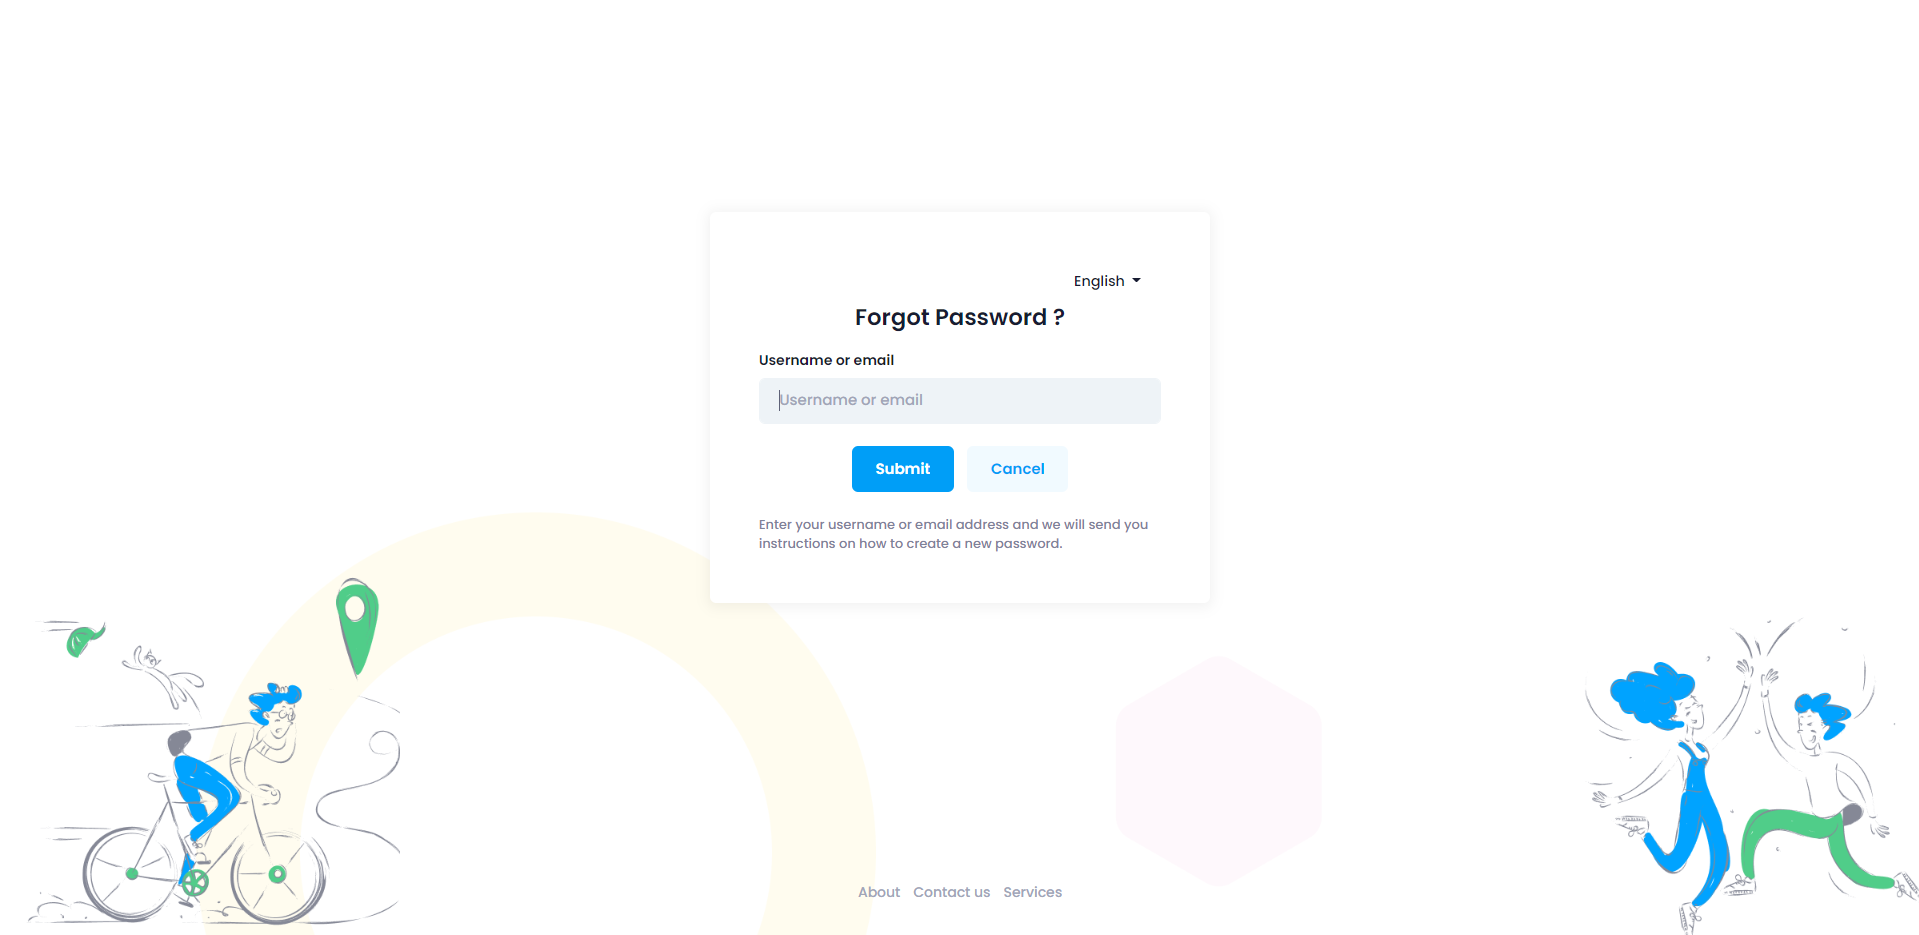 English
Forgot Password ?
Username or email
Username or email
Submit Cancel
Enter your username or email address and we will send you
instructions on how to create a new password.
About Contact us Services